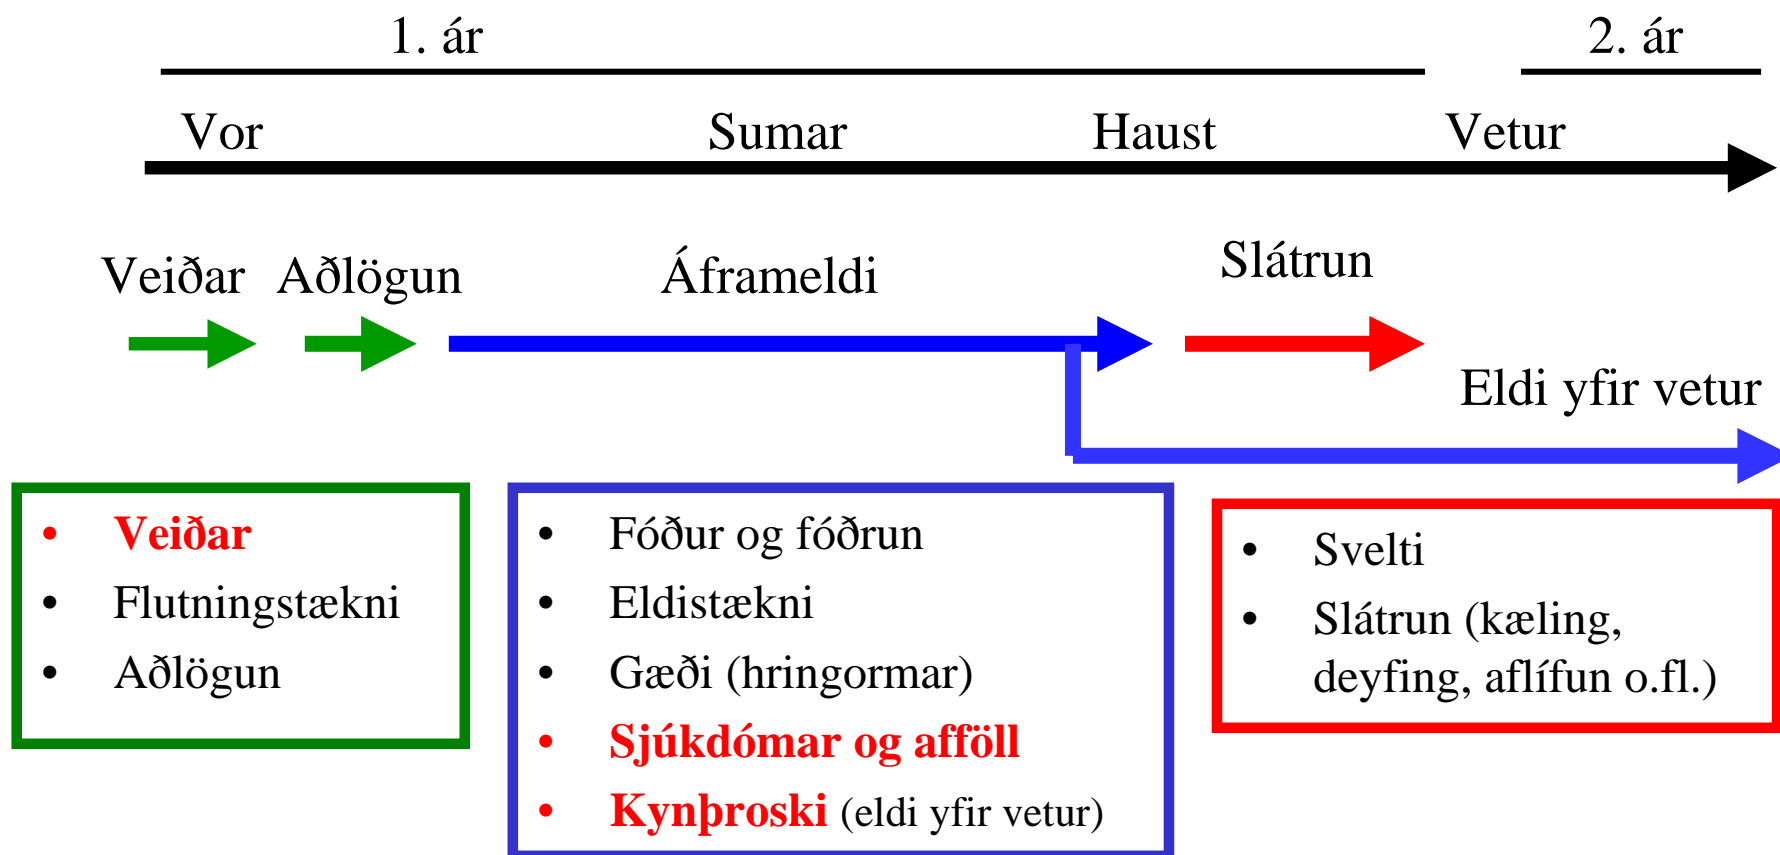 1. ár
2. ár
Vor
Sumar
Haust
Vetur
Veiðar
Aðlögun
Áframeldi
Slátrun
Eldi yfir vetur
• Veiðar
• Flutningstækni
• Aðlögun
• Fóður og fóðrun
• Eldistækni
• Gæði (hringormar)
• Sjúkdómar og afföll
• Kynþroski (eldi yfir vetur)
• Svelti
• Slátrun (kæling,
deyfing, aflífun o.fl.)